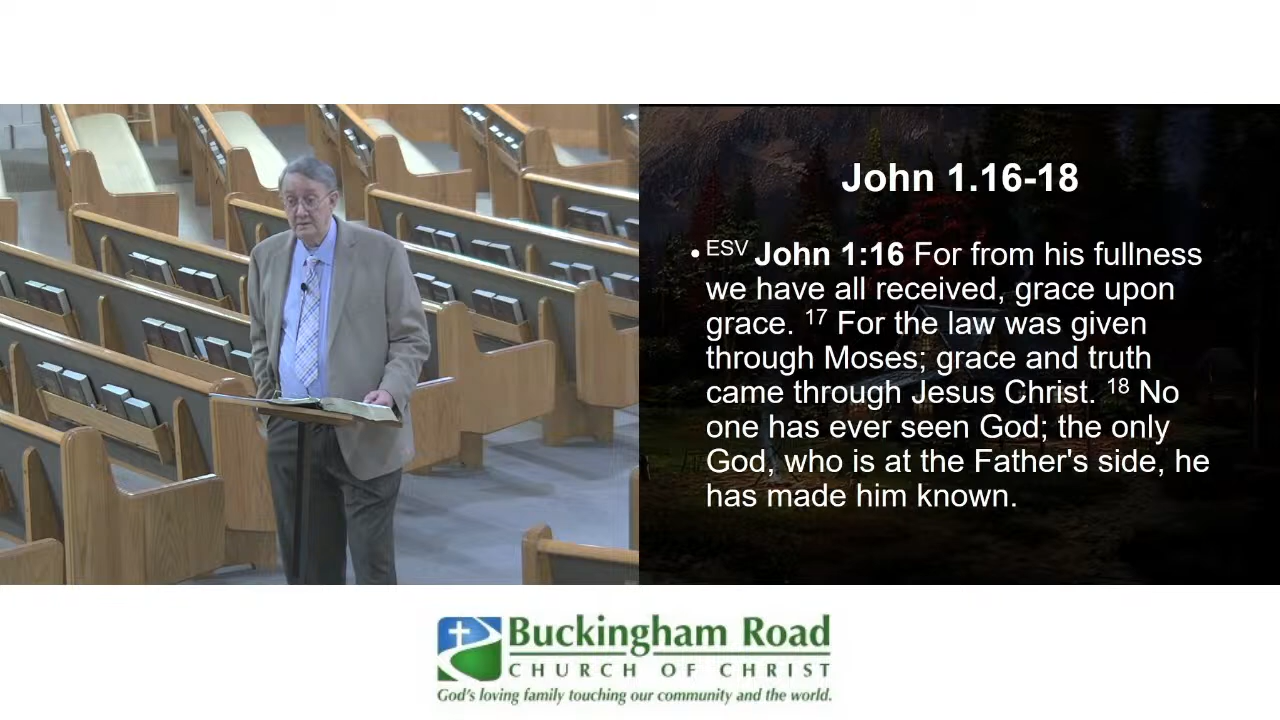 John 1.16-18
• ESV John 1:16 For from his fullness
we have all received, grace upon
grace. 17 For the law was given
through Moses; grace and truth
came through Jesus Christ. 18 No
one has ever seen God; the only
God, who is at the Father's side, he
has made him known.
Buckingham Road
CHURCH OF CHRIST
God's loving family touching our community and the world.